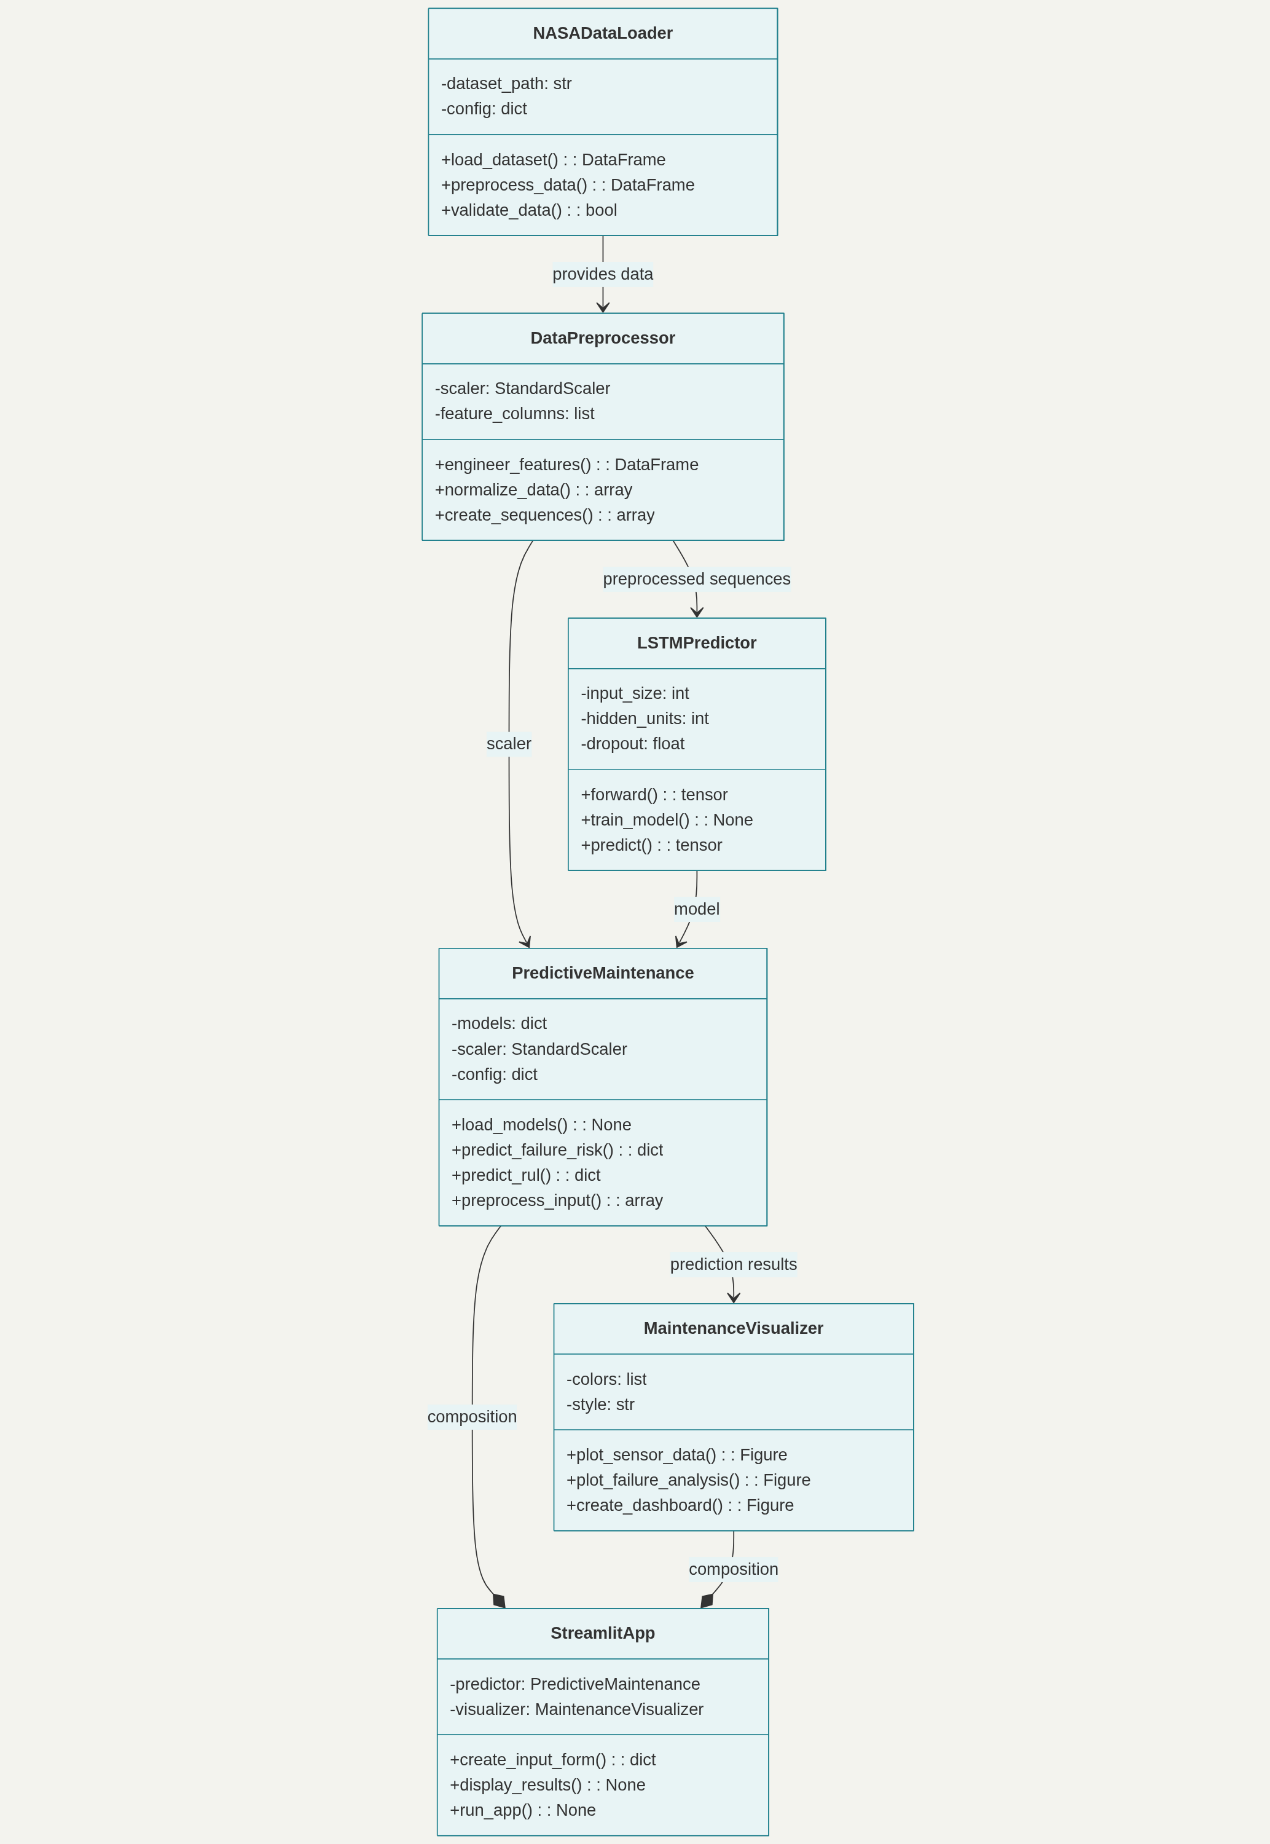 NASADataLoader
-dataset_path: str
-config: dict
+load_dataset() : : DataFrame
+preprocess_data() : : DataFrame
+validate_data() : : bool
provides data
DataPreprocessor
-scaler: StandardScaler
-feature_columns: list
+engineer_features() : : DataFrame
+normalize_data() : : array
+create_sequences() : : array
preprocessed sequences
LSTMPredictor
-input_size: int
-hidden_units: int
-dropout: float
+forward() : : tensor
+train_model() : : None
+predict() : : tensor
scaler
model
PredictiveMaintenance
-models: dict
-scaler: StandardScaler
-config: dict
+load_models() : : None
+predict_failure_risk() : : dict
+predict_rul() : : dict
+preprocess_input() : : array
prediction results
MaintenanceVisualizer
-colors: list
-style: str
+plot_sensor_data() : : Figure
+plot_failure_analysis() : : Figure
+create_dashboard() : : Figure
composition
composition
StreamlitApp
-predictor: PredictiveMaintenance
-visualizer: MaintenanceVisualizer
+create_input_form() : : dict
+display_results() : : None
+run_app() : : None